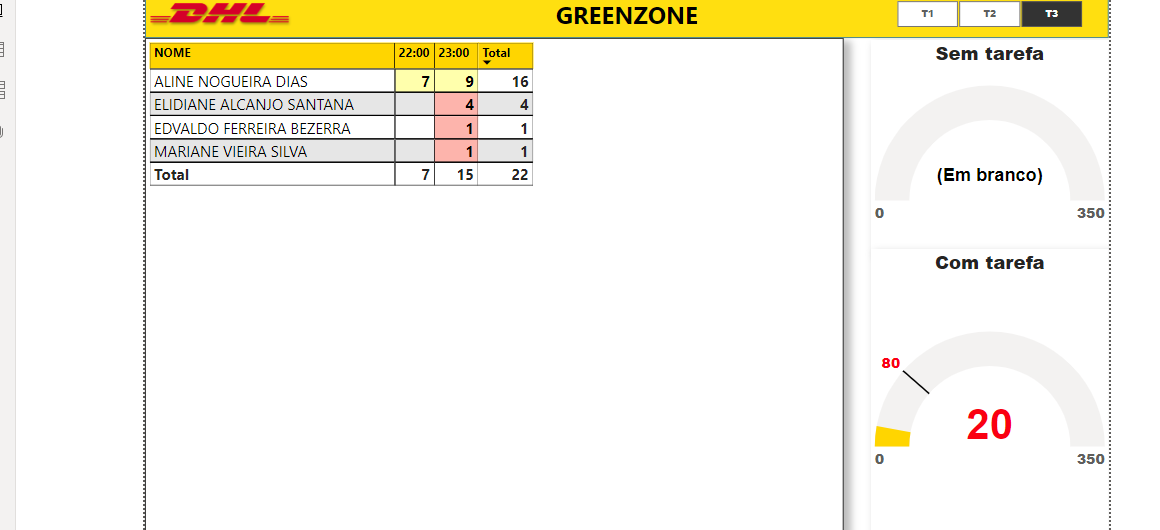 DHL
GREENZONE
T1 T2 T3
NOME 22:00 23:00 Total
ALINE NOGUEIRA DIAS 7 9 16
ELIDIANE ALCANJO SANTANA 4 4
EDVALDO FERREIRA BEZERRA 1 1
MARIANE VIEIRA SILVA 1 1
Total 7 15 22
Sem tarefa
(Em branco)
0 350
Com tarefa
80
20
0 350